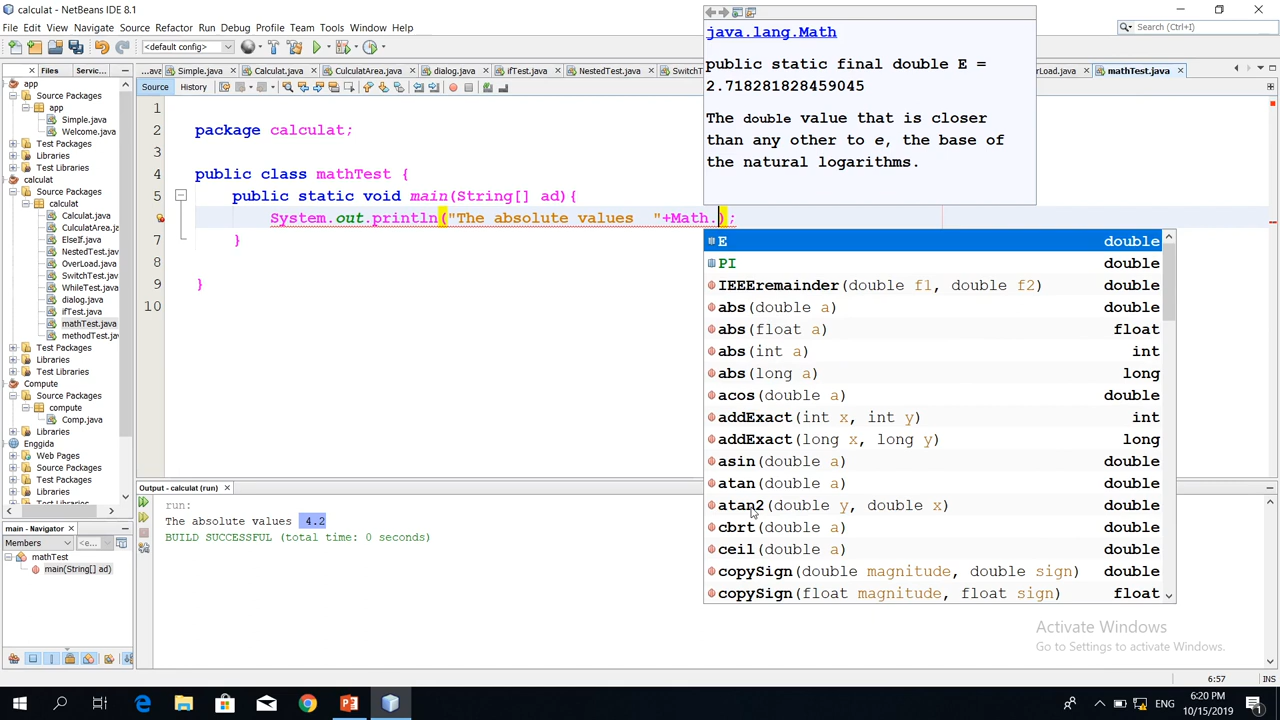 calculat - NetBeans IDE 8.1
File Edit View Navigate Source Refactor Run Debug Profile Team Tools Window Help
Search (Ctrl+I)
<default config>
Files Servic...
...ava Simple.java Calculat.java CulculatArea.java dialog.java ifTest.java NestedTest.java SwitchT rLoad.java mathTest.java
Source History
app
Source Packages
app
Simple.java
Welcome.java
Test Packages
Libraries
Test Libraries
calculat
Source Packages
calculat
Calculat.java
CulculatArea.java
ElseIf.java
NestedTest.java
OverLoad.java
SwitchTest.java
WhileTest.java
dialog.java
ifTest.java
mathTest.java
methodTest.java
Test Packages
Libraries
Test Libraries
Compute
Source Packages
compute
Comp.java
Libraries
Enggida
Web Pages
Source Packages
Test Packages
Libraries
Test Libraries
1
2 package calculat;
3
4 public class mathTest {
5 public static void main(String[] ad){
System.out.println("The absolute values  "+Math.);
7 }
8
9 }
10
java.lang.Math
public static final double E =
2.718281828459045
The double value that is closer
than any other to e, the base of
the natural logarithms.
E double
PI double
IEEEremainder(double f1, double f2) double
abs(double a) double
abs(float a) float
abs(int a) int
abs(long a) long
acos(double a) double
addExact(int x, int y) int
addExact(long x, long y) long
asin(double a) double
atan(double a) double
atan2(double y, double x) double
cbrt(double a) double
ceil(double a) double
copySign(double magnitude, double sign) double
copySign(float magnitude, float sign) float
Output - calculat (run)
run:
The absolute values  4.2
BUILD SUCCESSFUL (total time: 0 seconds)
main - Navigator
Members <e...
mathTest
main(String[] ad)
Activate Windows
Go to Settings to activate Windows.
6:57 INS
ENG
6:20 PM
10/15/2019
1